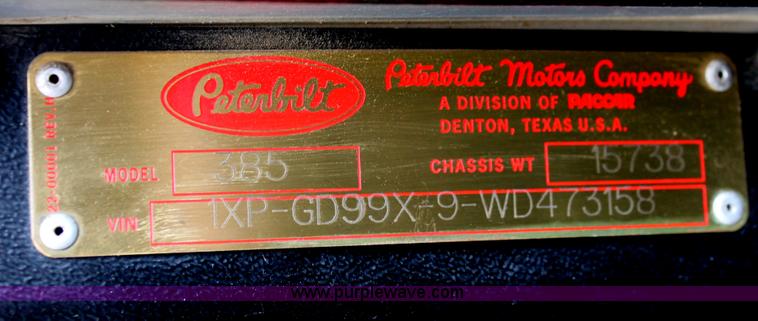 Peterbilt
Peterbilt Motors Company
A DIVISION OF PACCAR
DENTON, TEXAS U.S.A.
MODEL 385
CHASSIS WT 15738
VIN 1XP-GD99X-9-WD473158
www.purplewave.com